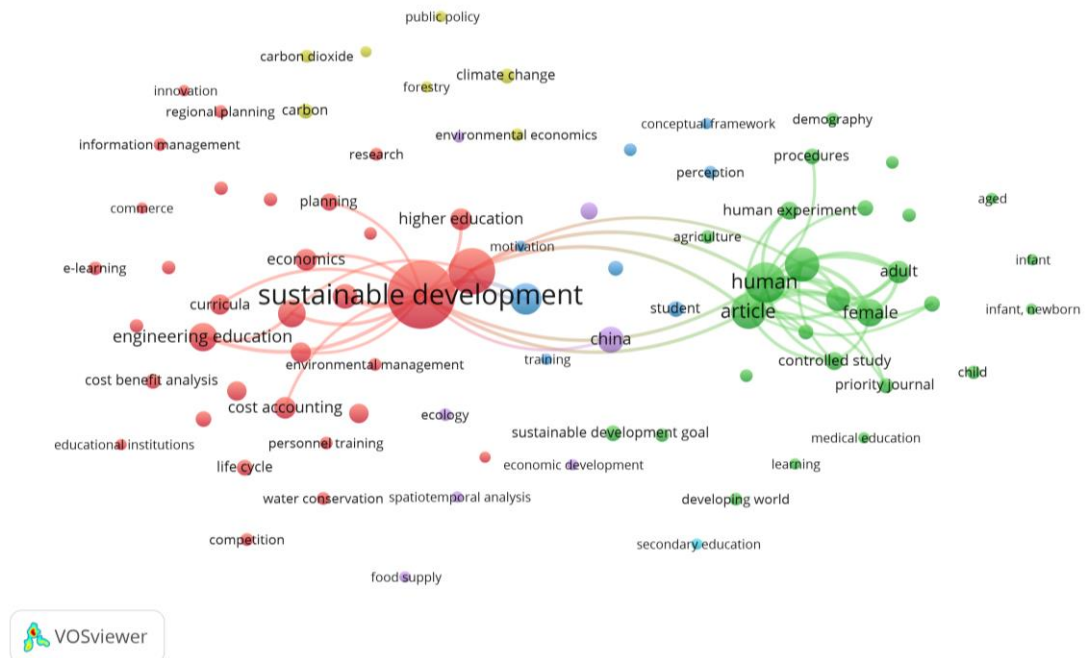 public policy
carbon dioxide
climate change
forestry
innovation
regional planning
carbon
information management
environmental economics
research
conceptual framework
demography
procedures
perception
commerce
planning
higher education
human experiment
aged
agriculture
motivation
economics
e-learning
infant
adult
human
sustainable development
curricula
student
article
female
infant, newborn
engineering education
china
environmental management
training
controlled study
cost benefit analysis
priority journal
child
cost accounting
ecology
educational institutions
personnel training
sustainable development goal
medical education
life cycle
economic development
learning
water conservation
spatiotemporal analysis
developing world
competition
secondary education
food supply
VOSviewer